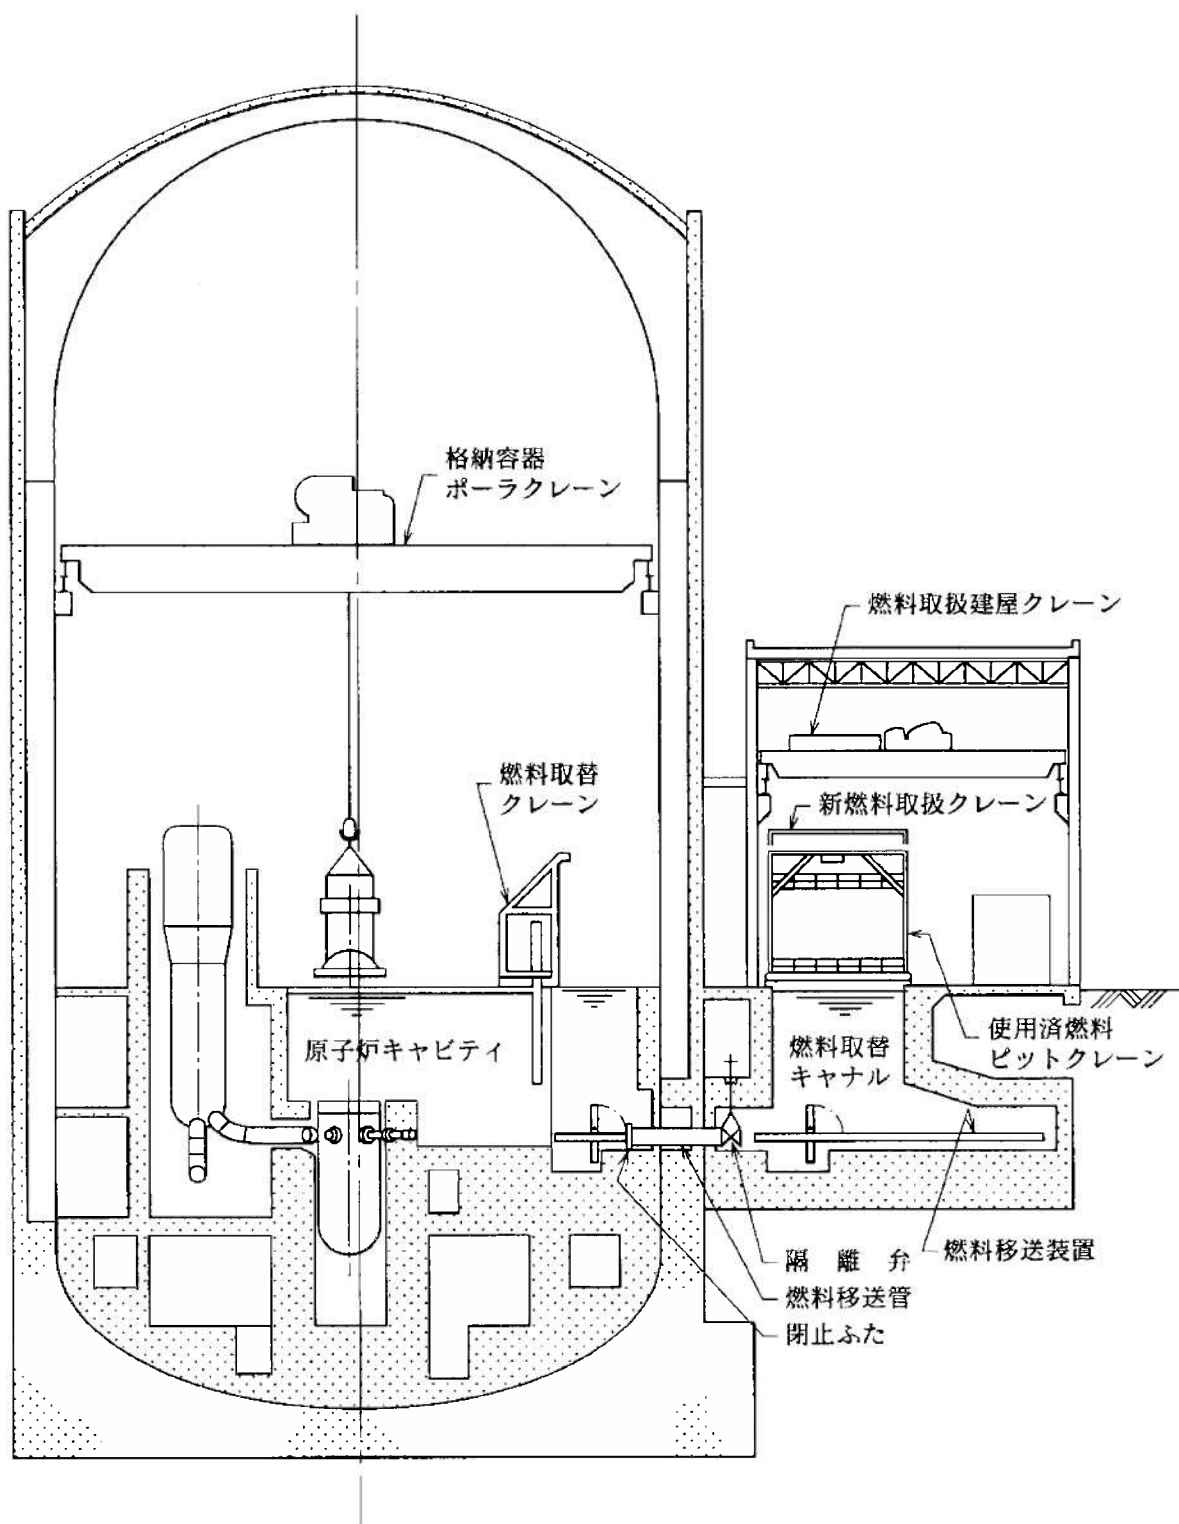 格納容器
ポーラクレーン
燃料取扱建屋クレーン
燃料取替
クレーン
新燃料取扱クレーン
原子炉キャビティ
燃料取替
キャナル
使用済燃料
ピットクレーン
隔離弁
燃料移送装置
燃料移送管
閉止ふた